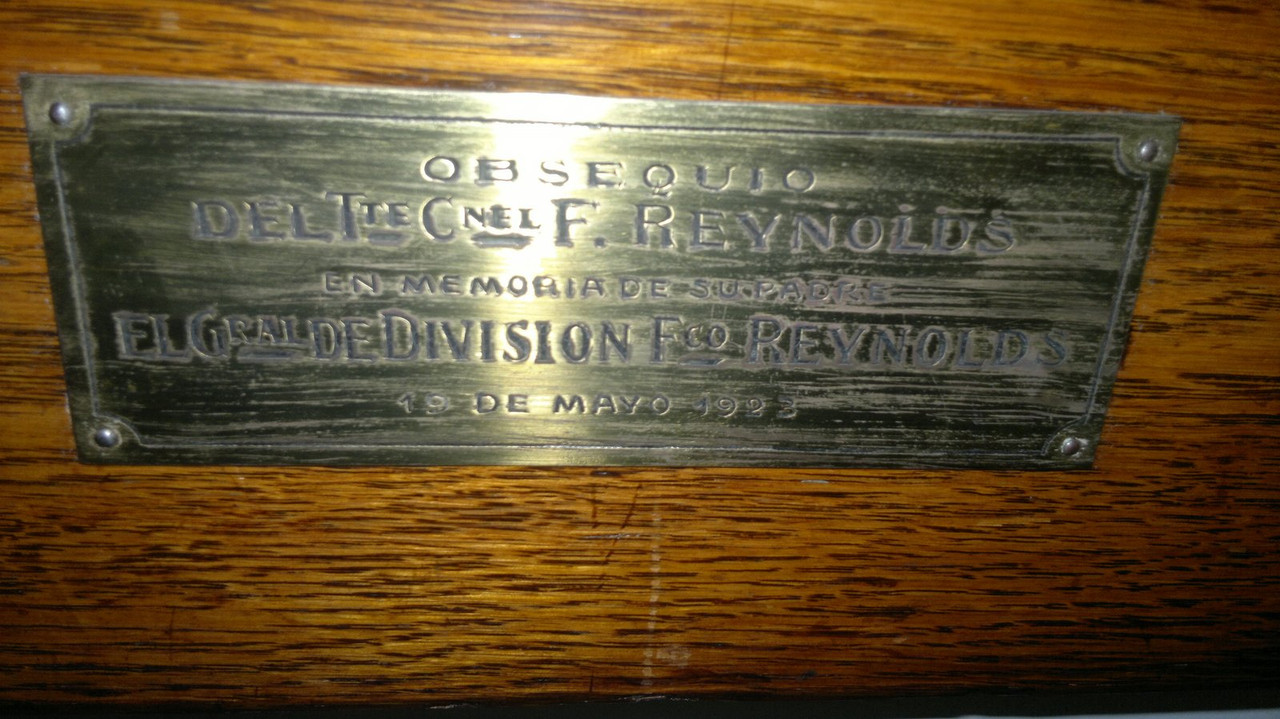 OBSEQUIO
DEL TTE CNEL F. REYNOLDS
EN MEMORIA DE SU PADRE
EL GRAL DE DIVISION FCO REYNOLDS
19 DE MAYO 1923